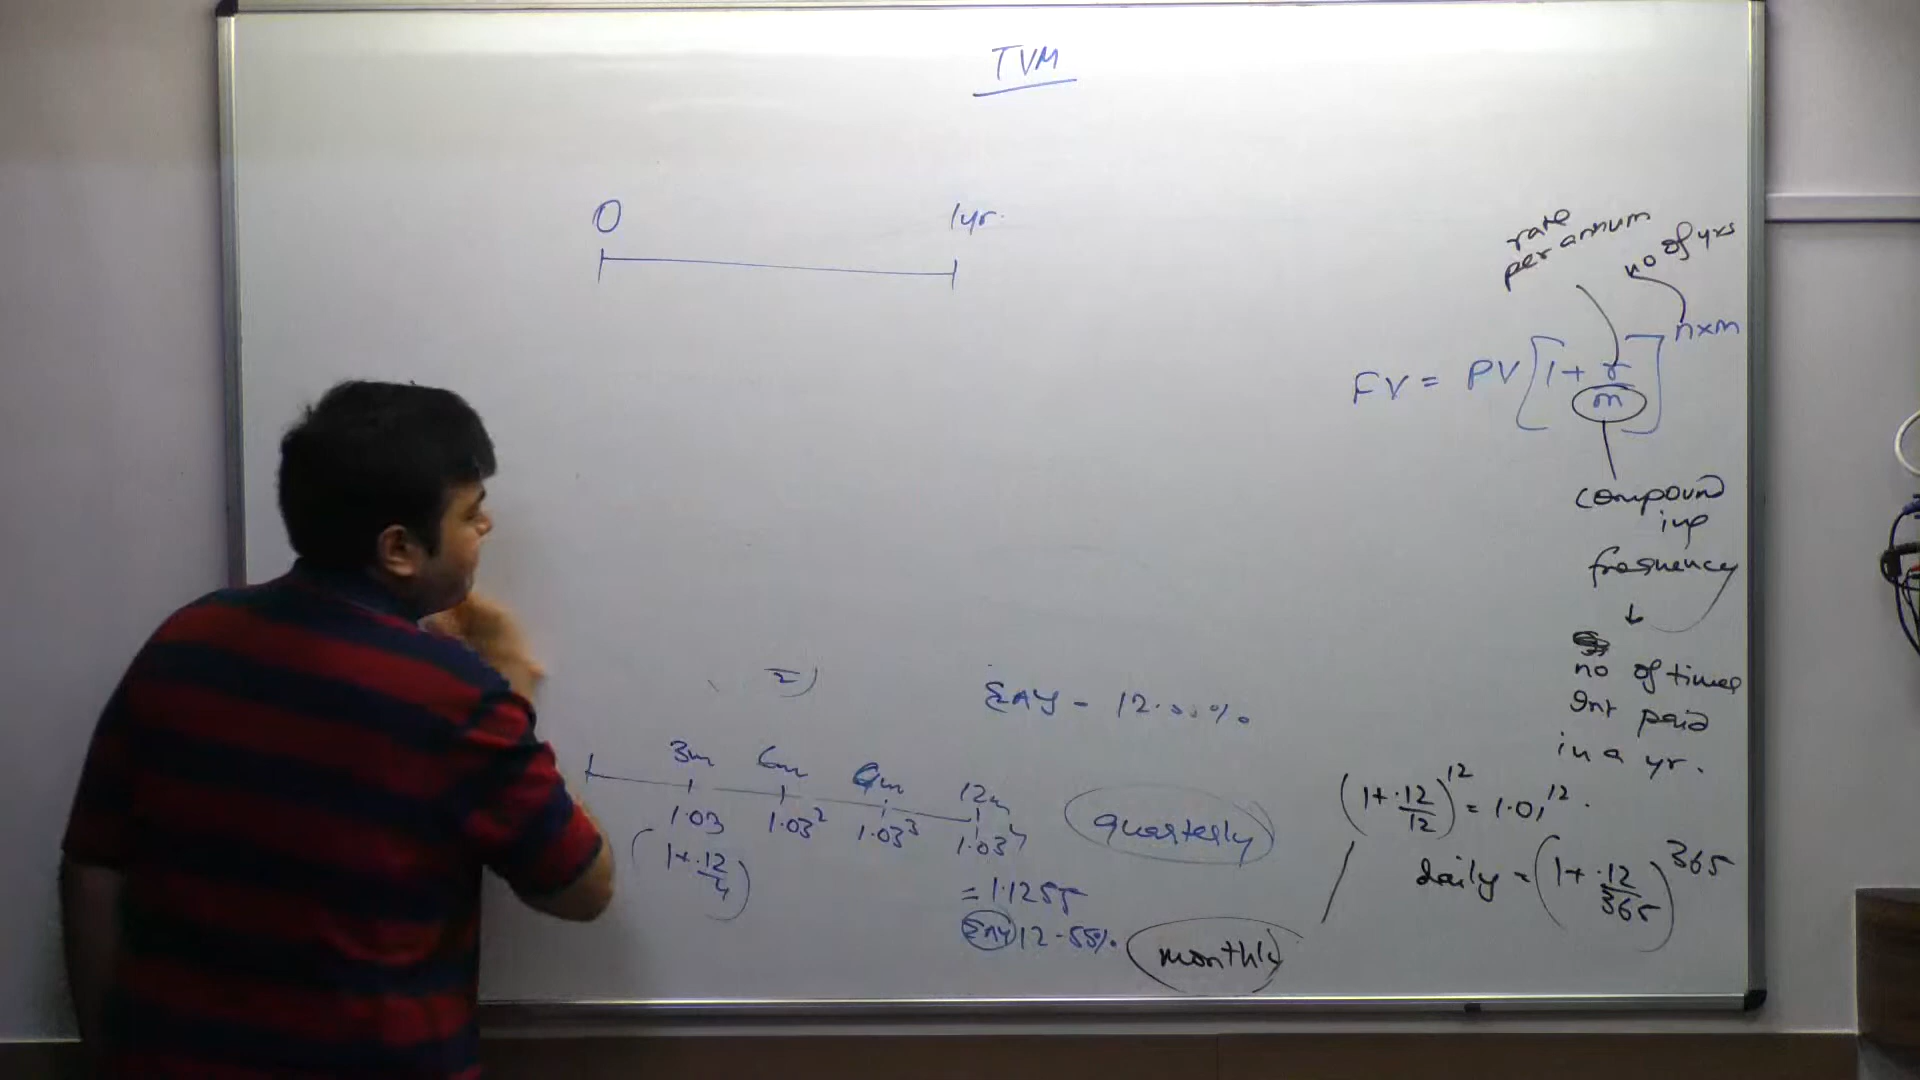 TVM
0 1yr.
rate per annum
no of yrs
FV = PV [1 + r/m]^n×m
compound
ing
frequency
↓
no of times
Int paid
in a yr.
EAY -
3m 6m 9m 12m
1.03 1.03² 1.03³ 1.03⁴
(1+.12/4)
= 1.1255
EAY 12.55%
quarterly
monthly
(1+.12/12)^12 = 1.01^12.
daily = (1+.12/365)^365